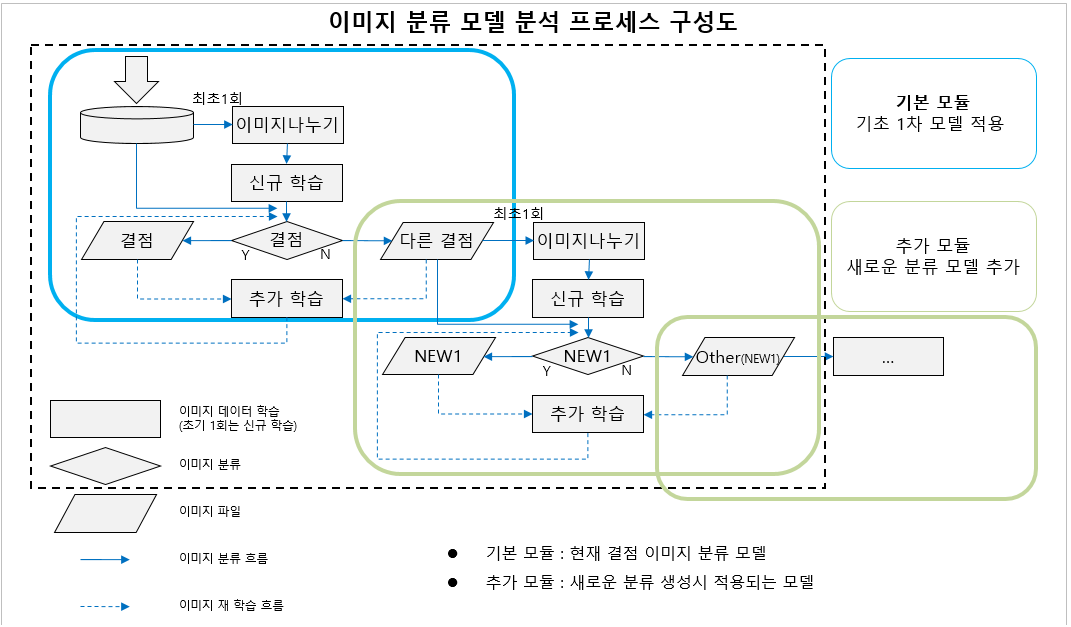 이미지 분류 모델 분석 프로세스 구성도
최초1회
이미지나누기
신규 학습
결점
결점
Y
N
다른 결점
추가 학습
최초1회
이미지나누기
신규 학습
NEW1
NEW1
Y
N
Other(NEW1)
...
추가 학습
기본 모듈
기초 1차 모델 적용
추가 모듈
새로운 분류 모델 추가
이미지 데이터 학습
(초기 1회는 신규 학습)
이미지 분류
이미지 파일
이미지 분류 흐름
이미지 재 학습 흐름
● 기본 모듈 : 현재 결점 이미지 분류 모델
● 추가 모듈 : 새로운 분류 생성시 적용되는 모델